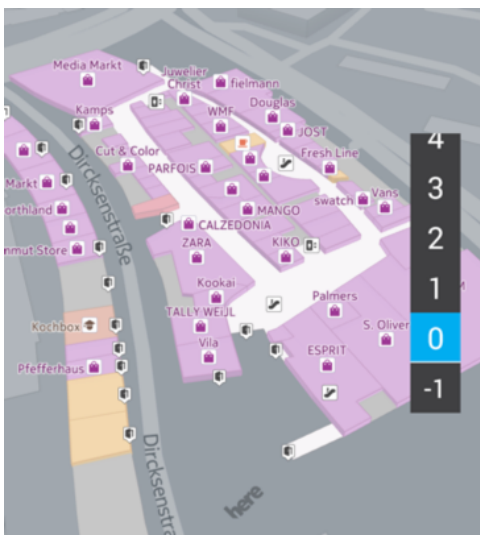 Media Markt
Juwelier
Christ
fielmann
Kamps
WMF
Douglas
JOST
Cut & Color
PARFOIS
Fresh Line
4
Markt
Dircksenstraße
swatch
Vans
3
orthland
MANGO
CALZEDONIA
2
nmut Store
ZARA
KIKO
Kookai
Palmers
1
M
TALLY WEiJL
Kochbox
S. Oliver
0
Vila
ESPRIT
Pfefferhaus
-1
Dircksenstra
here